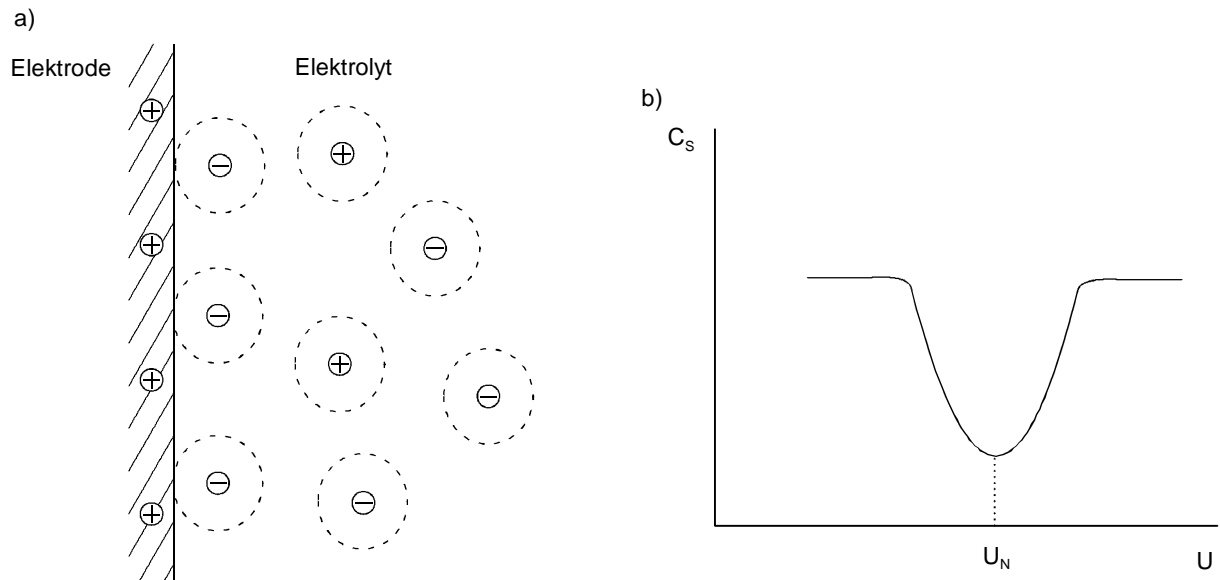 a)
Elektrode
Elektrolyt
+
−
+
−
+
−
+
−
+
−
+
−
−
b)
C_S
U_N
U